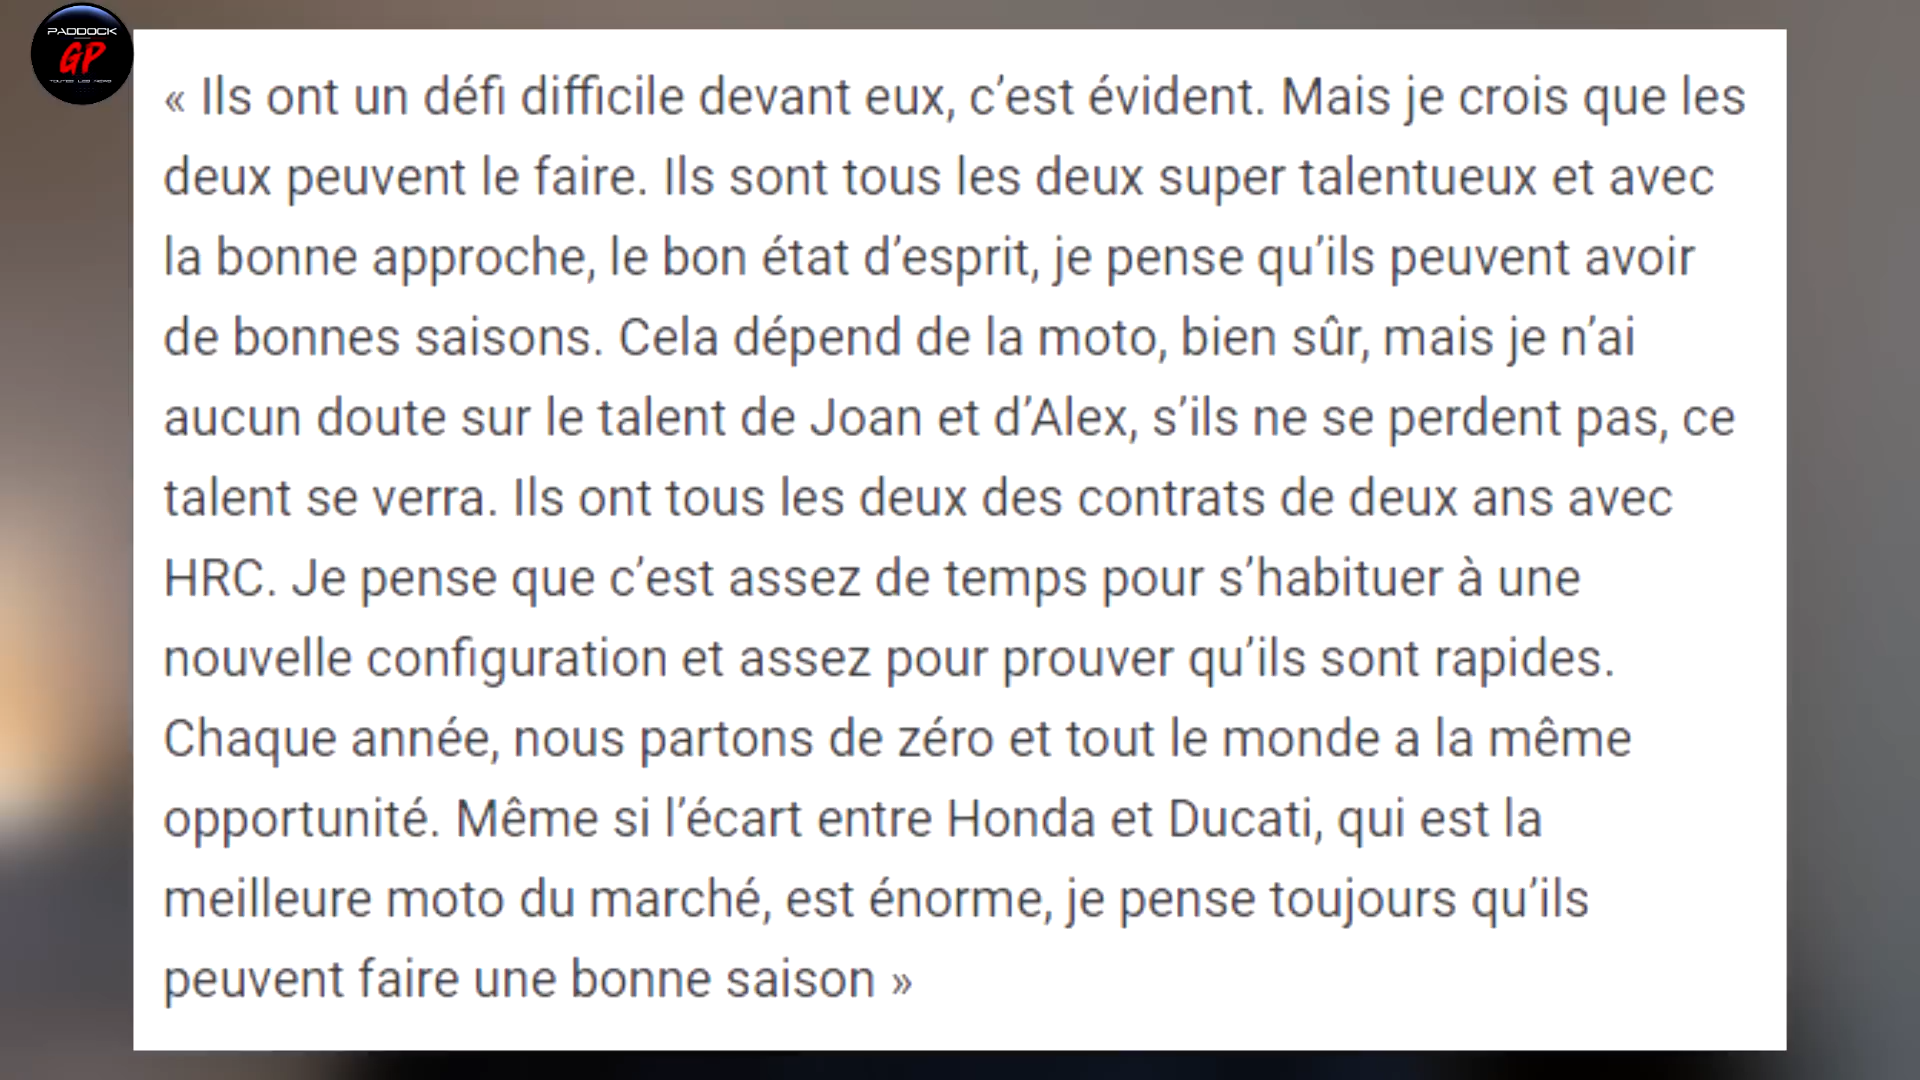 PADDOCK
GP
« Ils ont un défi difficile devant eux, c’est évident. Mais je crois que les
deux peuvent le faire. Ils sont tous les deux super talentueux et avec
la bonne approche, le bon état d’esprit, je pense qu’ils peuvent avoir
de bonnes saisons. Cela dépend de la moto, bien sûr, mais je n’ai
aucun doute sur le talent de Joan et d’Alex, s’ils ne se perdent pas, ce
talent se verra. Ils ont tous les deux des contrats de deux ans avec
HRC. Je pense que c’est assez de temps pour s’habituer à une
nouvelle configuration et assez pour prouver qu’ils sont rapides.
Chaque année, nous partons de zéro et tout le monde a la même
opportunité. Même si l’écart entre Honda et Ducati, qui est la
meilleure moto du marché, est énorme, je pense toujours qu’ils
peuvent faire une bonne saison »